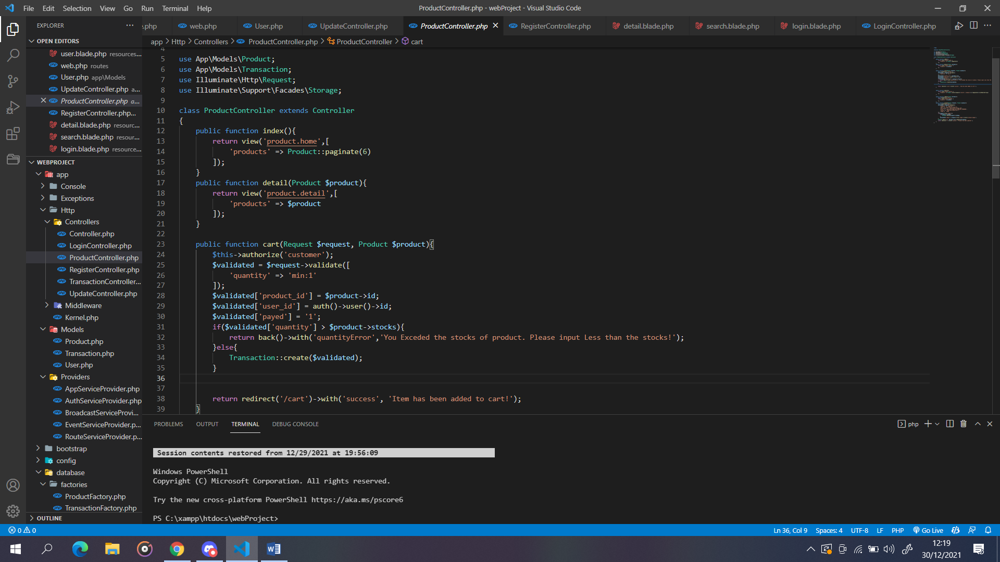 File Edit Selection View Go Run Terminal Help
ProductController.php - webProject - Visual Studio Code
EXPLORER
e.php web.php User.php UpdateController.php ProductController.php RegisterController.php detail.blade.php search.blade.php login.blade.php LoginController.php
app > Http > Controllers > ProductController.php > ProductController > cart
OPEN EDITORS
user.blade.php resources...
web.php routes
User.php app\Models
UpdateController.php a...
ProductController.php a...
RegisterController.php...
detail.blade.php resourc...
search.blade.php resour...
login.blade.php resource...
WEBPROJECT
app
Console
Exceptions
Http
Controllers
Controller.php
LoginController.php
ProductController.php
RegisterController.php
TransactionController...
UpdateController.php
Middleware
Kernel.php
Models
Product.php
Transaction.php
User.php
Providers
AppServiceProvider.php
AuthServiceProvider.php
BroadcastServiceProvi...
EventServiceProvider.p...
RouteServiceProvider.p...
bootstrap
config
database
factories
ProductFactory.php
TransactionFactory.php
OUTLINE
4
5 use App\Models\Product;
6 use App\Models\Transaction;
7 use Illuminate\Http\Request;
8 use Illuminate\Support\Facades\Storage;
9
10 class ProductController extends Controller
11 {
12 public function index(){
13 return view('product.home',[
14 'products' => Product::paginate(6)
15 ]);
16 }
17 public function detail(Product $product){
18 return view('product.detail',[
19 'products' => $product
20 ]);
21 }
22
23 public function cart(Request $request, Product $product){
24 $this->authorize('customer');
25 $validated = $request->validate([
26 'quantity' => 'min:1'
27 ]);
28 $validated['product_id'] = $product->id;
29 $validated['user_id'] = auth()->user()->id;
30 $validated['payed'] = '1';
31 if($validated['quantity'] > $product->stocks){
32 return back()->with('quantityError','You Exceded the stocks of product. Please input Less than the stocks!');
33 }else{
34 Transaction::create($validated);
35 }
36
37
38 return redirect('/cart')->with('success', 'Item has been added to cart!');
39 }
PROBLEMS OUTPUT TERMINAL DEBUG CONSOLE
php
Session contents restored from 12/29/2021 at 19:56:09
Windows PowerShell
Copyright (C) Microsoft Corporation. All rights reserved.
Try the new cross-platform PowerShell https://aka.ms/pscore6
PS C:\xampp\htdocs\webProject>
0 0
Ln 36, Col 9 Spaces: 4 UTF-8 LF PHP Go Live
12:19
30/12/2021